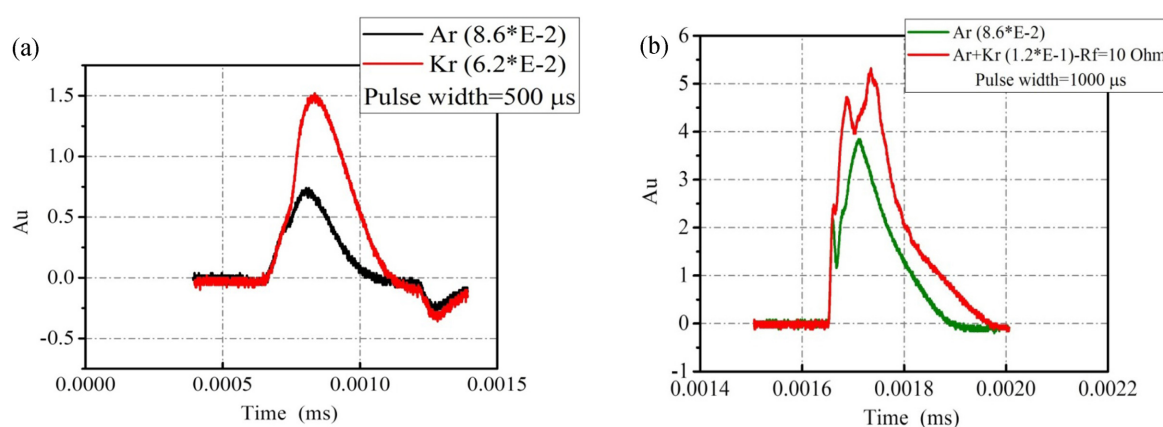 (a)
Ar (8.6*E-2)
Kr (6.2*E-2)
Pulse width=500 µs
1.5
1.0
0.5
0.0
-0.5
Au
0.0000 0.0005 0.0010 0.0015
Time (ms)
(b)
Ar (8.6*E-2)
Ar+Kr (1.2*E-1)-Rf=10 Ohm
Pulse width=1000 µs
6
5
4
3
2
1
0
-1
Au
0.0014 0.0016 0.0018 0.0020 0.0022
Time (ms)